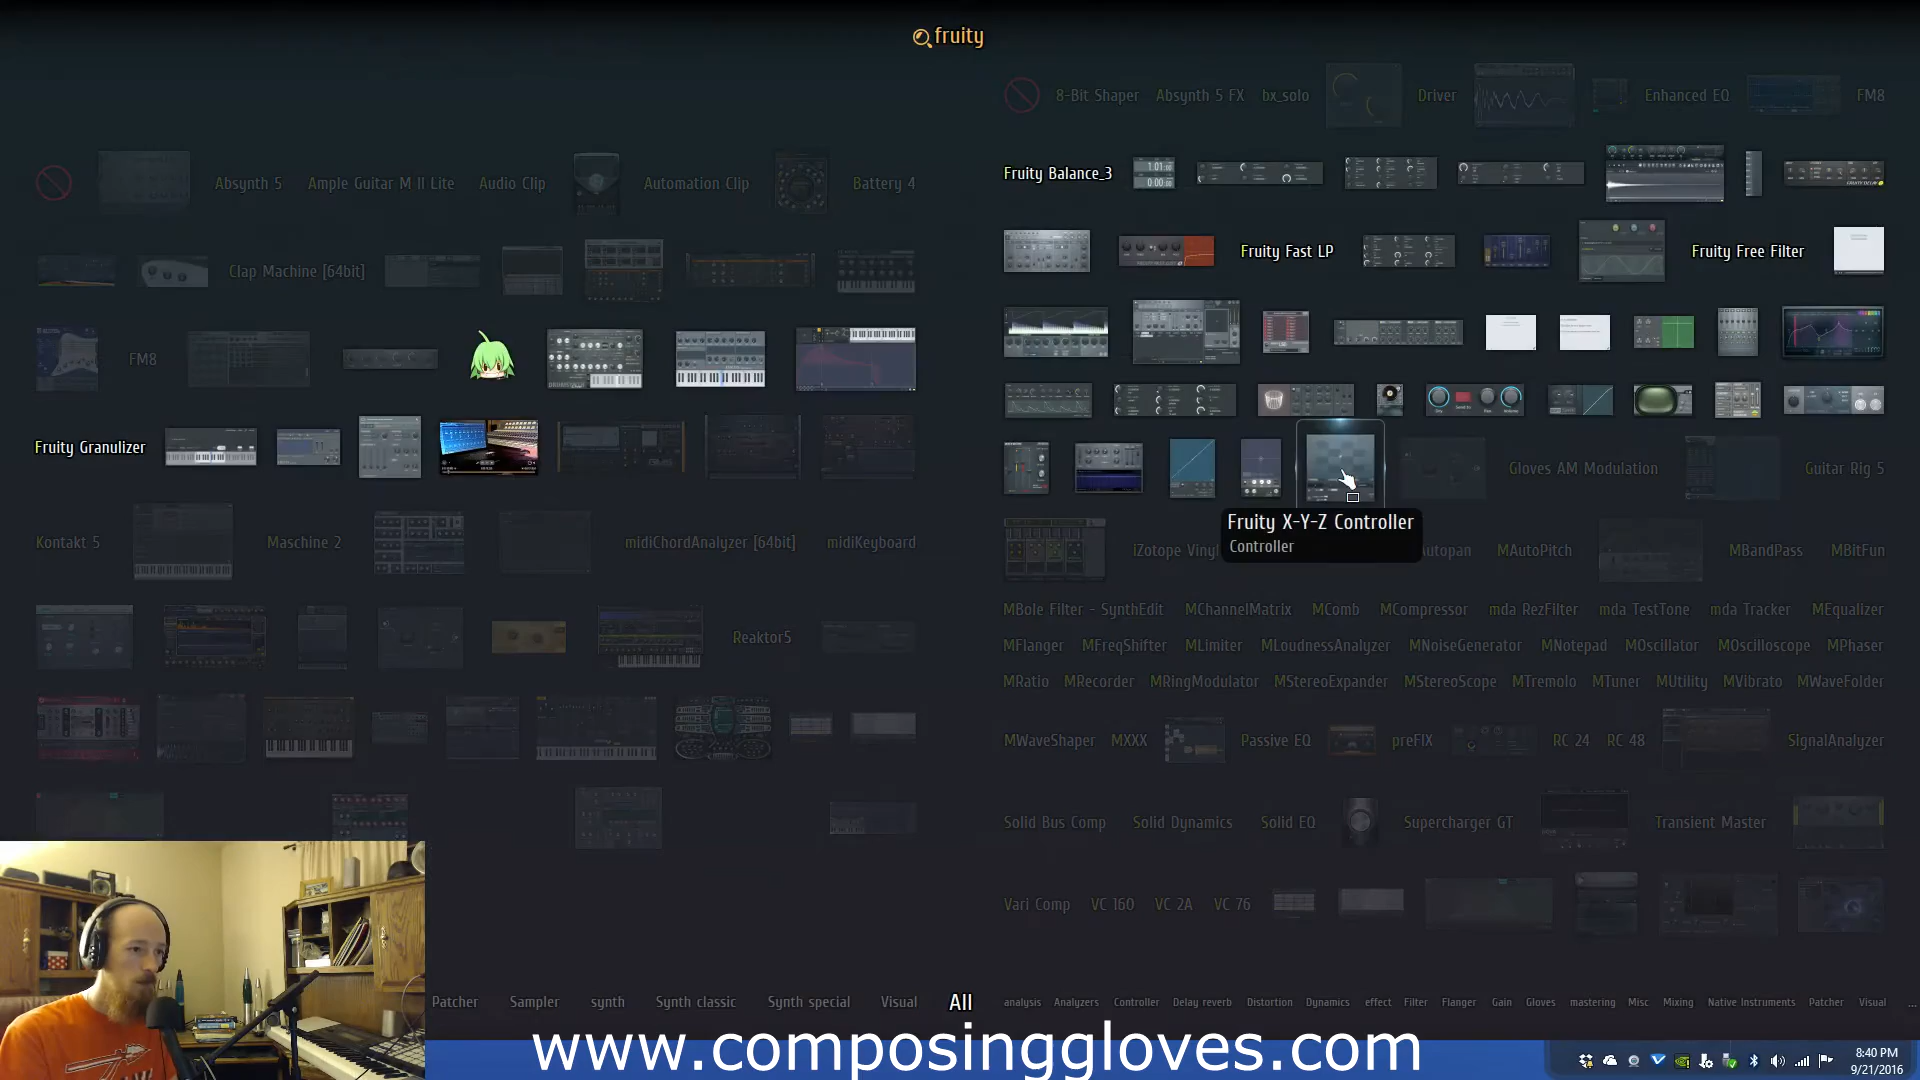 fruity
8-Bit Shaper Absynth 5 FX bx_solo Driver Enhanced EQ FM8
Absynth 5 Ample Guitar M II Lite Audio Clip Automation Clip Battery 4
Fruity Balance_3
Fruity Fast LP Fruity Free Filter
Clap Machine [64bit]
FM8
Fruity Granulizer
Gloves AM Modulation Guitar Rig 5
Fruity X-Y-Z Controller
Controller
Kontakt 5 Maschine 2 midiChordAnalyzer [64bit] midiKeyboard
IZotope Vinyl utopan MAutoPitch MBandPass MBitFun
MBole Filter - SynthEdit MChannelMatrix MComb MCompressor mda RezFilter mda TestTone mda Tracker MEqualizer
MFlanger MFreqShifter MLimiter MLoudnessAnalyzer MNoiseGenerator MNotepad MOscillator MOscilloscope MPhaser
MRatio MRecorder MRingModulator MStereoExpander MStereoScope MTremolo MTuner MUtility MVibrato MWaveFolder
Reaktor5
MWaveShaper MXXX Passive EQ preFIX RC 24 RC 48 SignalAnalyzer
Solid Bus Comp Solid Dynamics Solid EQ Supercharger GT Transient Master
Vari Comp VC 160 VC 2A VC 76
Patcher Sampler synth Synth classic Synth special Visual All analysis Analyzers Controller Delay reverb Distortion Dynamics effect Filter Flanger Gain Gloves mastering Misc Mixing Native Instruments Patcher Visual ...
www.composinggloves.com
8:40 PM
9/21/2016